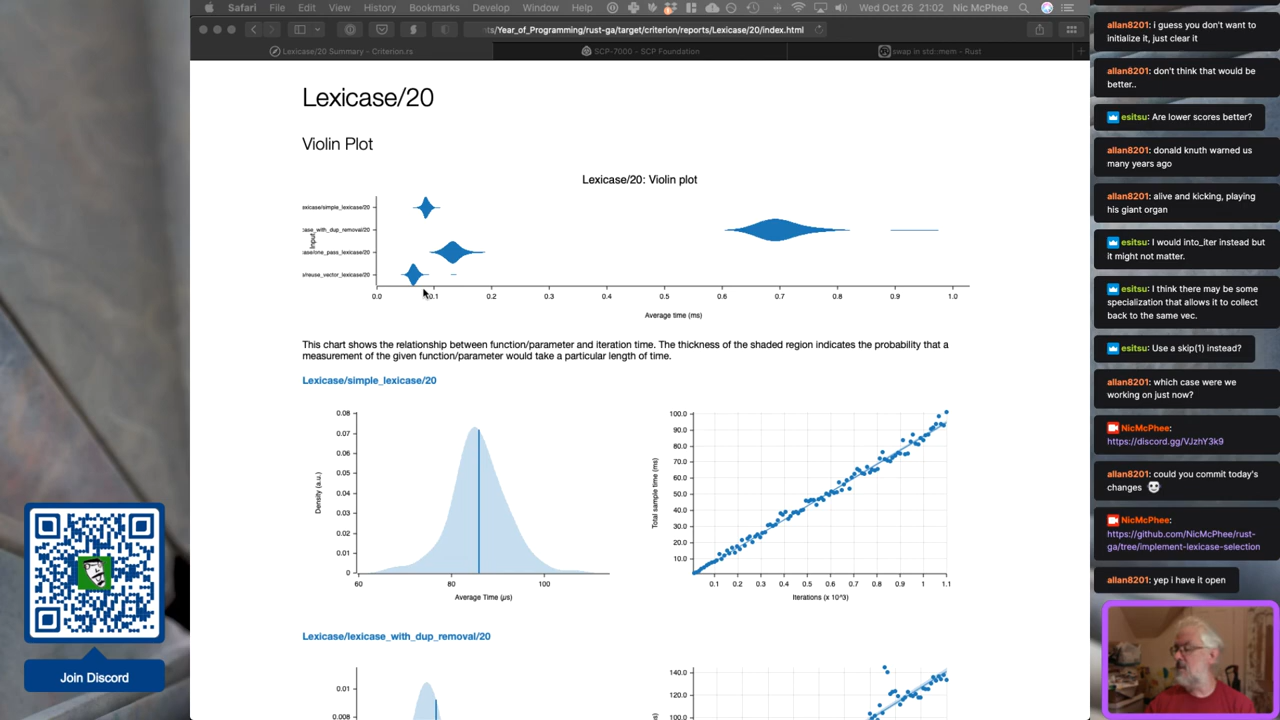 Safari File Edit View History Bookmarks Develop Window Help
Wed Oct 26 21:02 Nic McPhee
ts/Year_of_Programming/rust-ga/target/criterion/reports/Lexicase/20/index.html
Lexicase/20 Summary - Criterion.rs
SCP-7000 - SCP Foundation
swap in std::mem - Rust
Lexicase/20
Violin Plot
Lexicase/20: Violin plot
exicase/simple_lexicase/20
case_with_dup_removal/20
case/one_pass_lexicase/20
s/reuse_vector_lexicase/20
Input
0.0 0.1 0.2 0.3 0.4 0.5 0.6 0.7 0.8 0.9 1.0
Average time (ms)
This chart shows the relationship between function/parameter and iteration time. The thickness of the shaded region indicates the probability that a
measurement of the given function/parameter would take a particular length of time.
Lexicase/simple_lexicase/20
0.08
0.07
0.06
0.05
0.04
0.03
0.02
0.01
0
Density (a.u.)
60 80 100
Average Time (µs)
100.0
90.0
80.0
70.0
60.0
50.0
40.0
30.0
20.0
10.0
Total sample time (ms)
0.1 0.2 0.3 0.4 0.5 0.6 0.7 0.8 0.9 1 1.1
Iterations (x 10^3)
Lexicase/lexicase_with_dup_removal/20
0.01
0.008
140.0
120.0
100.0
s)
allan8201: i guess you don't want to
initialize it, just clear it
allan8201: don't think that would be
better..
esitsu: Are lower scores better?
allan8201: donald knuth warned us
many years ago
allan8201: alive and kicking, playing
his giant organ
esitsu: I would into_iter instead but
it might not matter.
esitsu: I think there may be some
specialization that allows it to collect
back to the same vec.
esitsu: Use a skip(1) instead?
allan8201: which case were we
working on just now?
NicMcPhee:
https://discord.gg/VJzhY3k9
allan8201: could you commit today's
changes
NicMcPhee:
https://github.com/NicMcPhee/rust-
ga/tree/implement-lexicase-selection
allan8201: yep i have it open
Join Discord